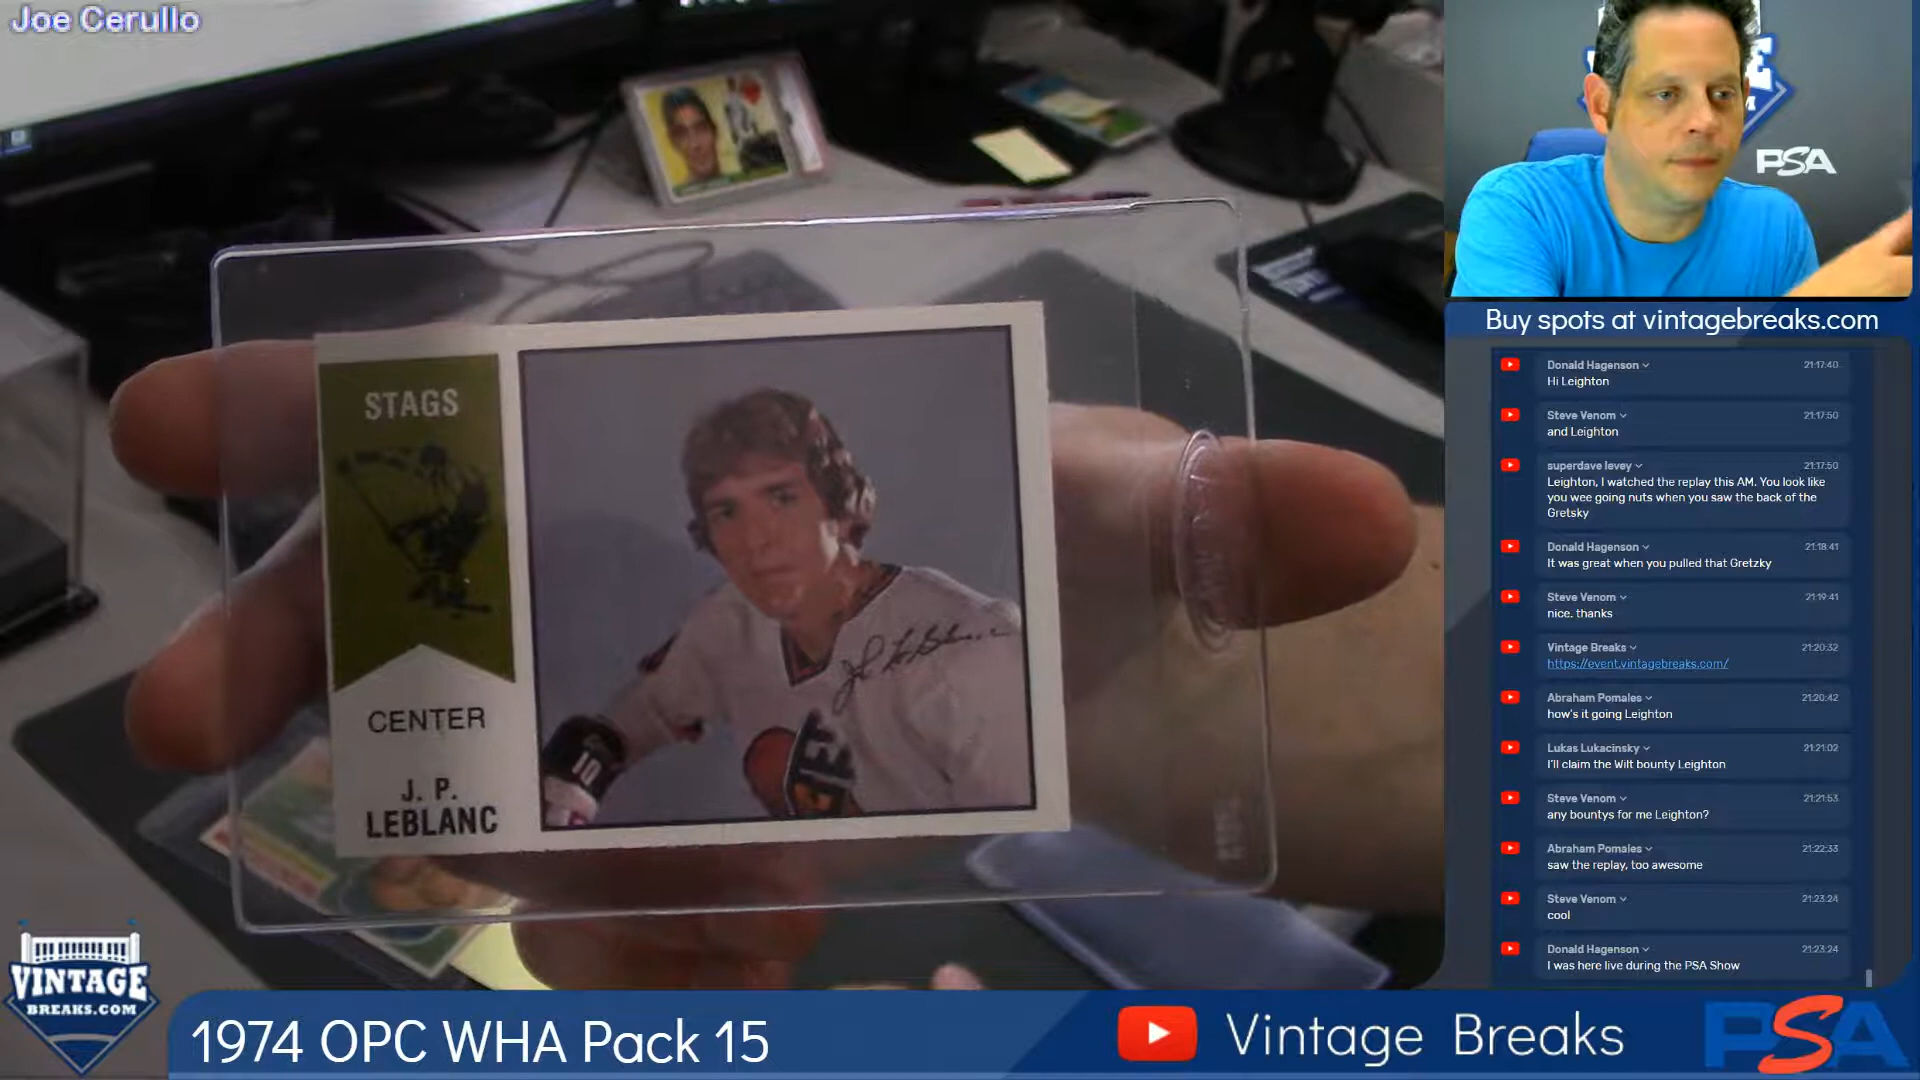 Joe Cerullo
PSA
Buy spots at vintagebreaks.com
STAGS
CENTER
J. P.
LEBLANC
10
Donald Hagenson 21:17:40
Hi Leighton
Steve Venom 21:17:50
and Leighton
superdave levey 21:17:50
Leighton, I watched the replay this AM. You look like
you wee going nuts when you saw the back of the
Gretsky
Donald Hagenson 21:18:41
It was great when you pulled that Gretzky
Steve Venom 21:19:41
nice. thanks
Vintage Breaks 21:20:32
https://event.vintagebreaks.com/
Abraham Pomales 21:20:42
how's it going Leighton
Lukas Lukacinsky 21:21:02
I'll claim the Wilt bounty Leighton
Steve Venom 21:21:53
any bountys for me Leighton?
Abraham Pomales 21:22:33
saw the replay, too awesome
Steve Venom 21:23:24
cool
Donald Hagenson 21:23:24
I was here live during the PSA Show
VINTAGE
BREAKS.COM
1974 OPC WHA Pack 15
Vintage Breaks
PSA